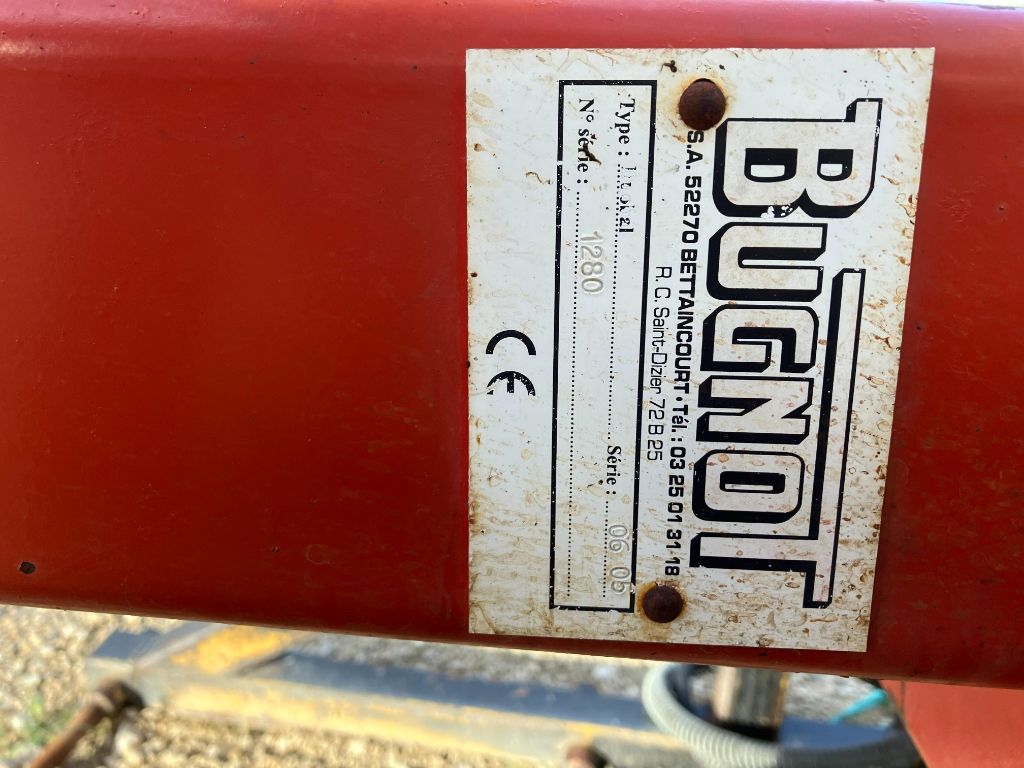 BUGNOT
S.A. 52270 BETTAINCOURT • Tél. : 03 25 01 31 18
R. C. Saint-Dizier 72 B 25
Type : Série : 06 05
N° série : 1280
CE